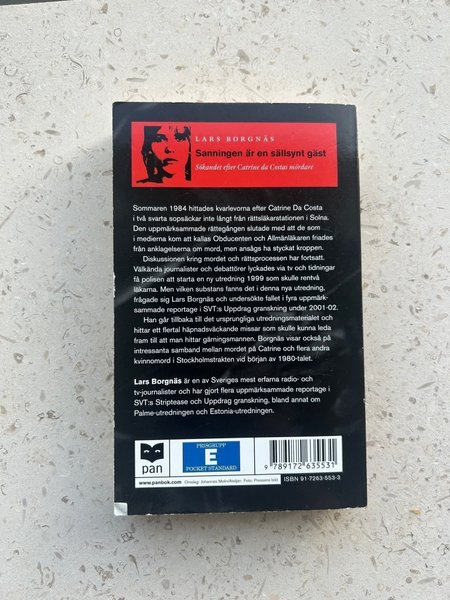 LARS BORGNÄS
Sanningen är en sällsynt gäst
Sökandet efter Catrine da Costas mördare
Sommaren 1984 hittades kvarlevorna efter Catrine Da Costa
i två svarta sopsäckar inte långt från rättsläkarstationen i Solna.
Den uppmärksammade rättegången slutade med att de som
i medierna kom att kallas Obducenten och Allmänläkaren friades
från anklagelserna om mord, men ansågs ha styckat kroppen.
Diskussionen kring mordet och rättsprocessen har fortsatt.
Välkända journalister och debattörer lyckades via tv och tidningar
få polisen att starta en ny utredning 1999 som skulle rentvå
läkarna. Men vilken substans fanns det i denna nya utredning,
frågade sig Lars Borgnäs och undersökte fallet i fyra uppmärk-
sammade reportage i SVT:s Uppdrag granskning under 2001-02.
Han går tillbaka till det ursprungliga utredningsmaterialet och
hittar ett flertal häpnadsväckande missar som skulle kunna leda
fram till att man hittar gärningsmannen. Borgnäs visar också på
intressanta samband mellan mordet på Catrine och flera andra
kvinnomord i Stockholmstrakten vid början av 1980-talet.
Lars Borgnäs är en av Sveriges mest erfarna radio- och
tv-journalister och har gjort flera uppmärksammade reportage i
SVT:s Striptease och Uppdrag granskning, bland annat om
Palme-utredningen och Estonia-utredningen.
pan
PRISGRUPP
E
POCKET STANDARD
9 789172 635531
www.panbok.com Omslag: Johannes Molin/Ateljén. Foto: Pressens bild
ISBN 91-7263-553-3